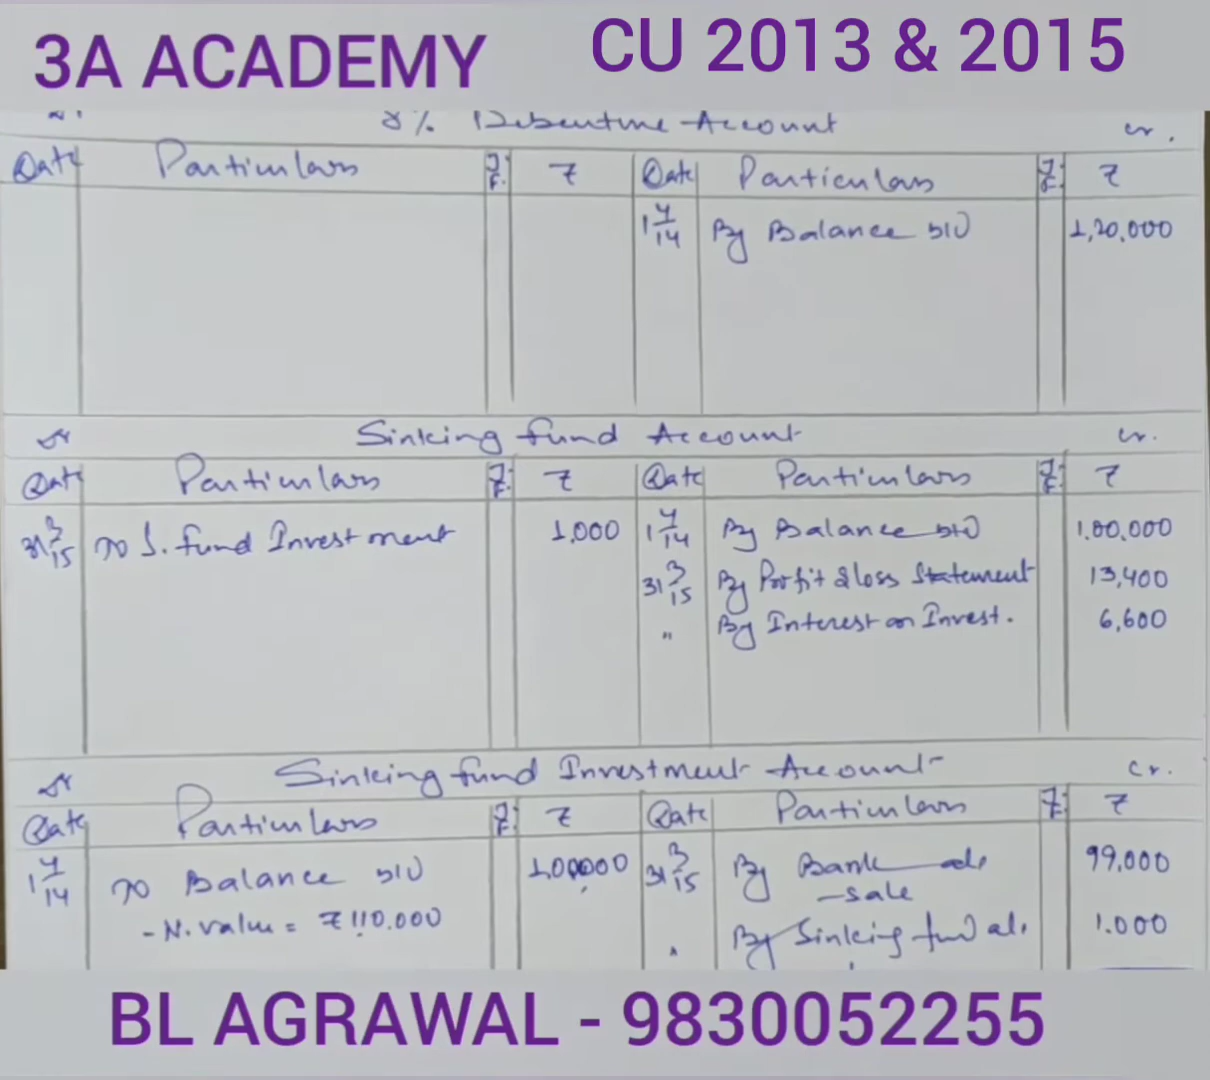 3A ACADEMY
CU 2013 & 2015
8% Debenture Account
cr.
Date Particulars J.F. ₹ Date Particulars J.F. ₹
1/4/14 By Balance b/d 1,20,000
Dr Sinking fund Account cr.
Date Particulars J.F. ₹ Date Particulars J.F. ₹
31/3/15 To S. fund Investment 1,000 1/4/14 By Balance b/d 1,00,000
31/3/15 By Profit & loss Statement 13,400
" By Interest on Invest. 6,600
Dr Sinking fund Investment Account cr.
Date Particulars J.F. ₹ Date Particulars J.F. ₹
1/4/14 To Balance b/d 1,00,000 31/3/15 By Bank a/c 99,000
- N. value = ₹ 110,000 - sale
" By Sinking fund a/c. 1.000
BL AGRAWAL - 9830052255